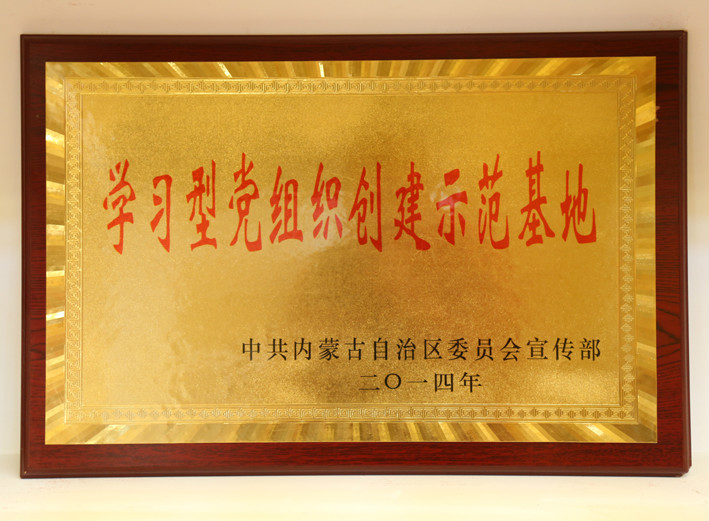 学习型党组织创建示范基地
中共内蒙古自治区委员会宣传部
二〇一四年